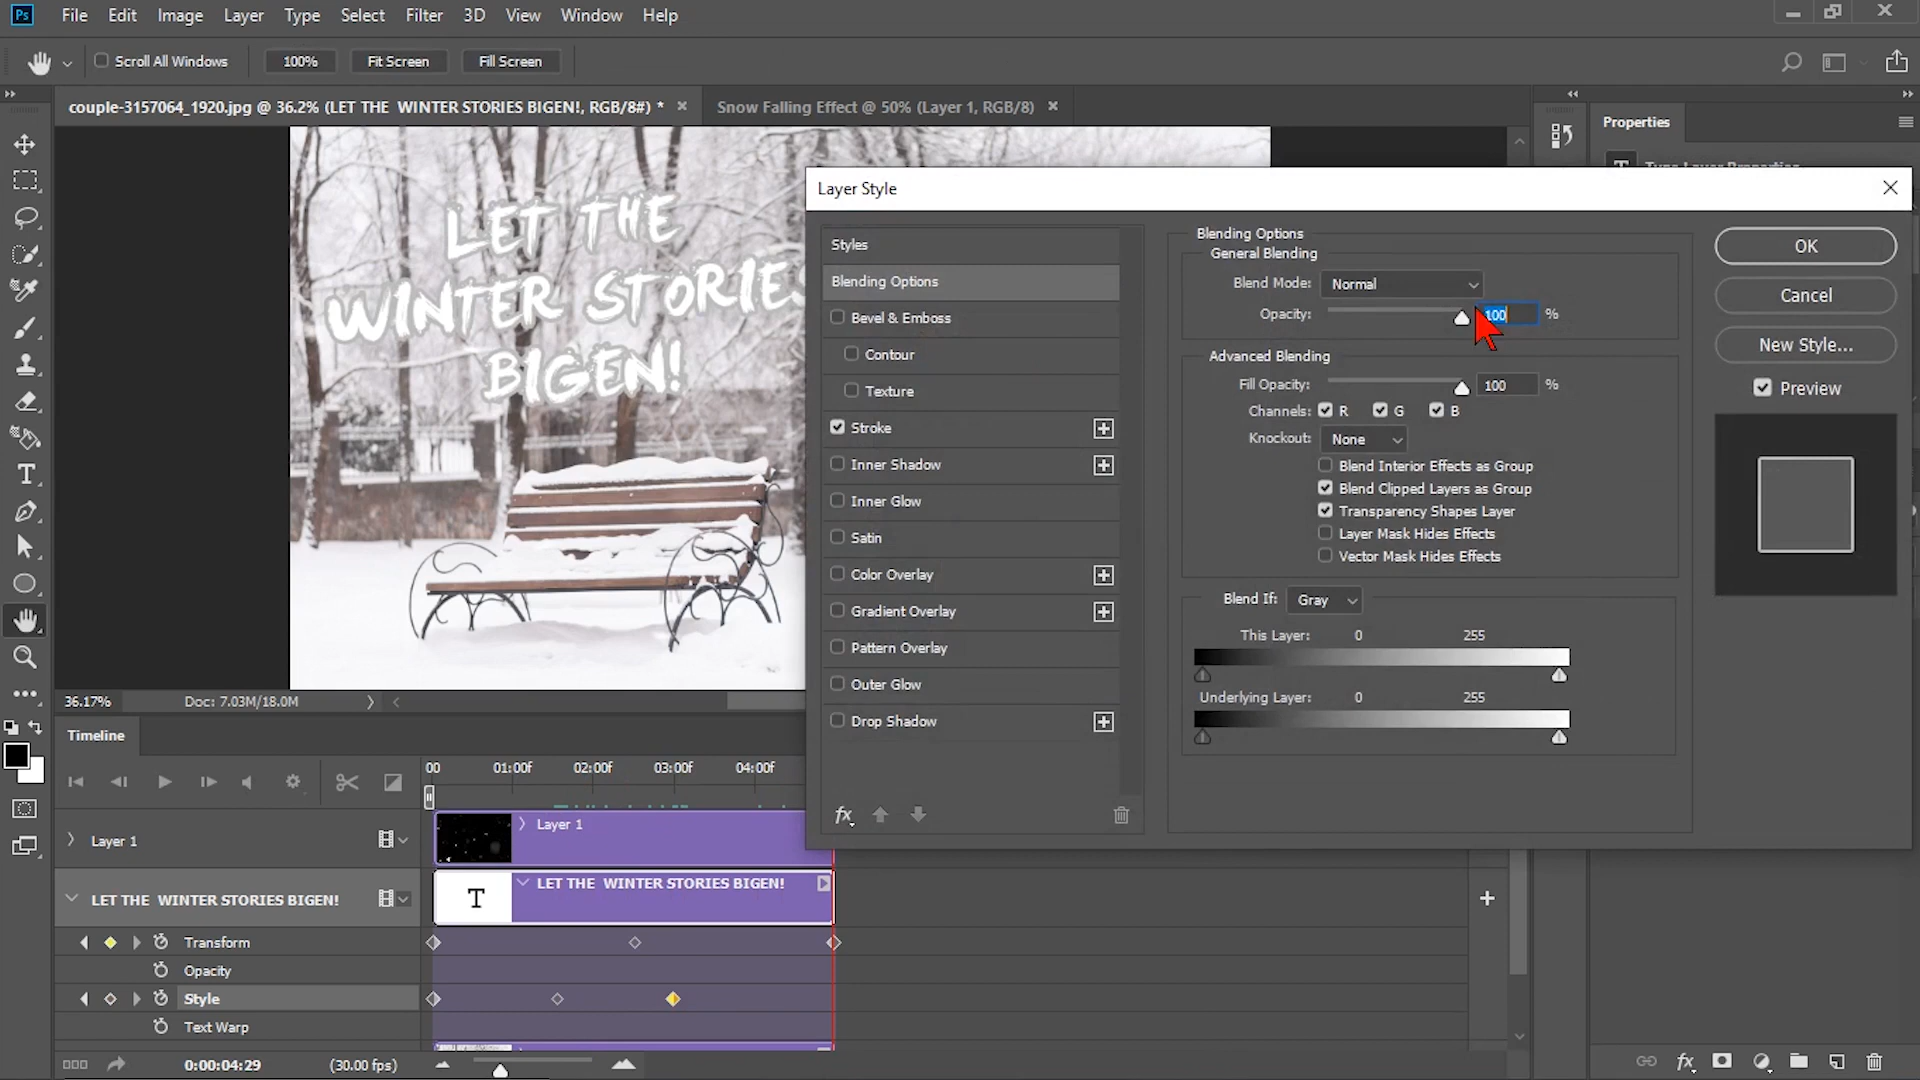 Ps File Edit Image Layer Type Select Filter 3D View Window Help
Scroll All Windows 100% Fit Screen Fill Screen
couple-3157064_1920.jpg @ 36.2% (LET THE  WINTER STORIES BIGEN!, RGB/8#) *
Snow Falling Effect @ 50% (Layer 1, RGB/8)
Properties
LET THE
WINTER STORIES
BIGEN!
Layer Style
Styles
Blending Options
Bevel & Emboss
Contour
Texture
Stroke
Inner Shadow
Inner Glow
Satin
Color Overlay
Gradient Overlay
Pattern Overlay
Outer Glow
Drop Shadow
fx
Blending Options
General Blending
Blend Mode: Normal
Opacity: 100 %
Advanced Blending
Fill Opacity: 100 %
Channels: R G B
Knockout: None
Blend Interior Effects as Group
Blend Clipped Layers as Group
Transparency Shapes Layer
Layer Mask Hides Effects
Vector Mask Hides Effects
Blend If: Gray
This Layer: 0 255
Underlying Layer: 0 255
OK
Cancel
New Style...
Preview
36.17% Doc: 7.03M/18.0M
Timeline
00 01:00f 02:00f 03:00f 04:00f
Layer 1
Layer 1
LET THE  WINTER STORIES BIGEN!
T LET THE  WINTER STORIES BIGEN!
Transform
Opacity
Style
Text Warp
0:00:04:29 (30.00 fps)
fx